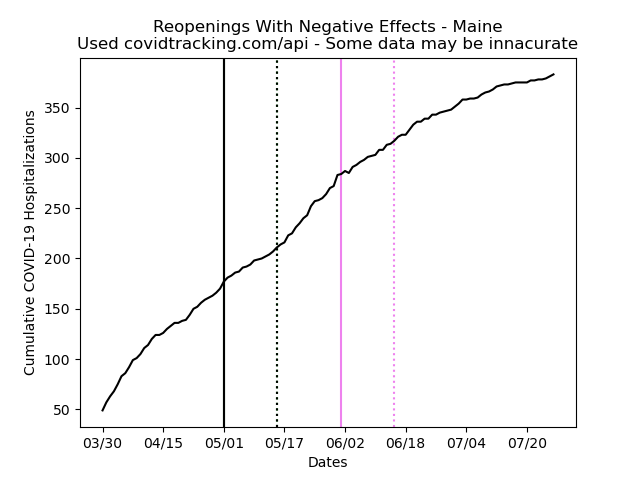 Reopenings With Negative Effects - Maine
Used covidtracking.com/api - Some data may be innacurate
Cumulative COVID-19 Hospitalizations
350
300
250
200
150
100
50
03/30 04/15 05/01 05/17 06/02 06/18 07/04 07/20
Dates